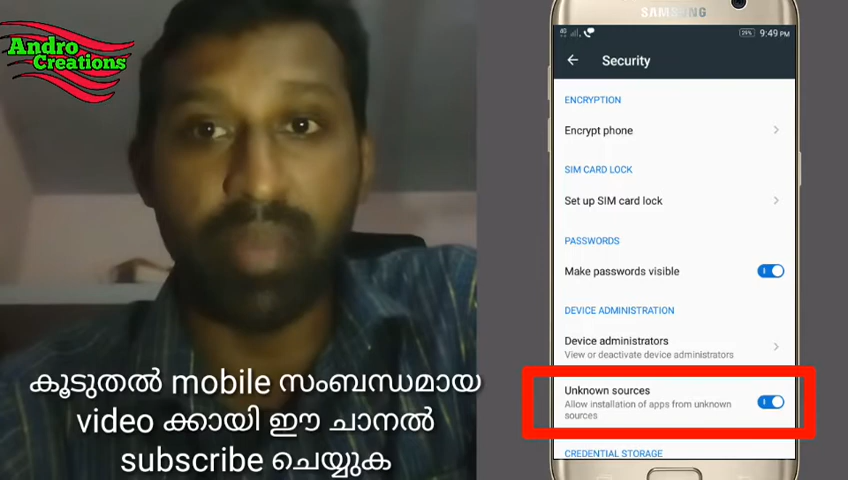 Andro
Creations
SAMSUNG
4G
29%
9:49 PM
Security
ENCRYPTION
Encrypt phone
SIM CARD LOCK
Set up SIM card lock
PASSWORDS
Make passwords visible
DEVICE ADMINISTRATION
Device administrators
View or deactivate device administrators
Unknown sources
Allow installation of apps from unknown
sources
CREDENTIAL STORAGE
കൂടുതൽ mobile സംബന്ധമായ
video ക്കായി ഈ ചാനൽ
subscribe ചെയ്യുക